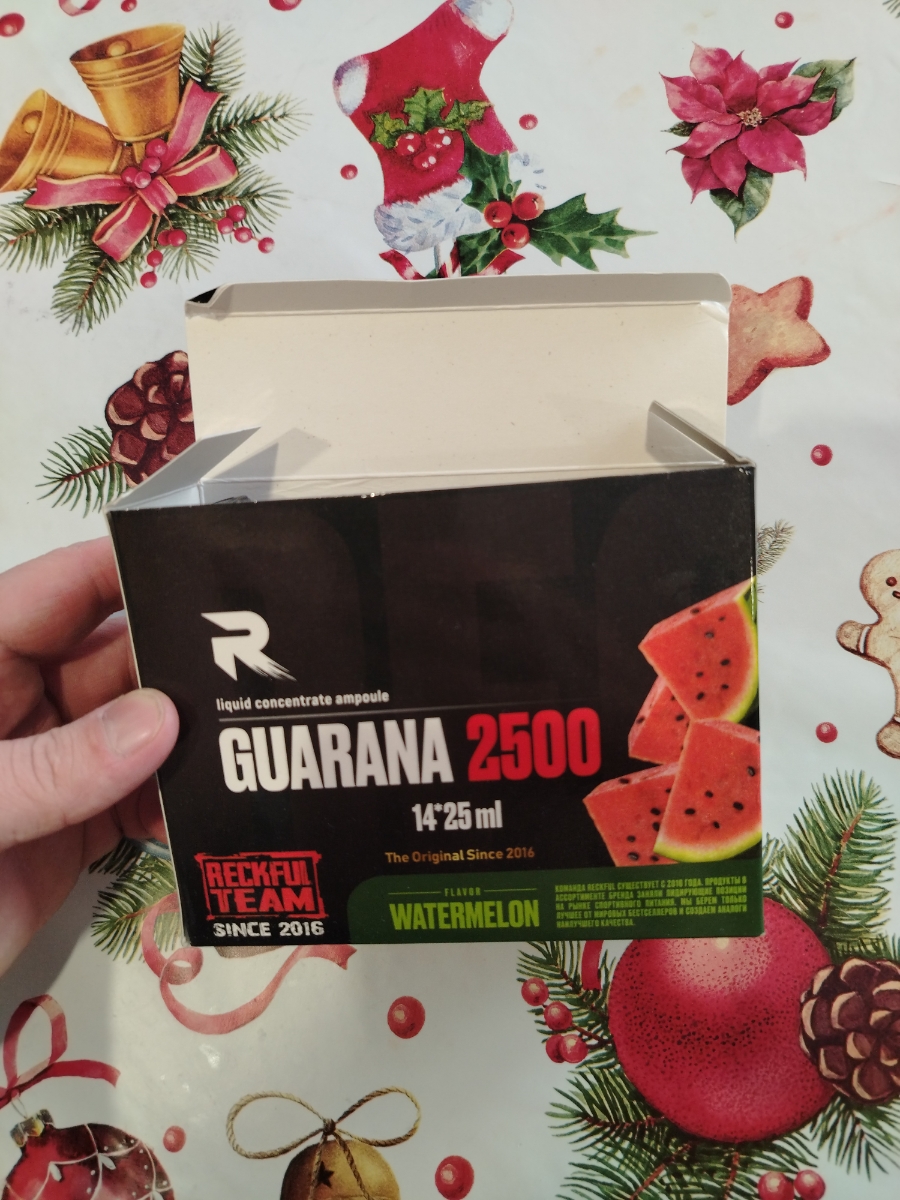 liquid concentrate ampoule
GUARANA 2500
14*25 ml
The Original Since 2016
RECKFUL
TEAM
SINCE 2016
FLAVOR
WATERMELON
КОМАНДА RECKFUL СУЩЕСТВУЕТ С 2016 ГОДА. ПРОДУКТЫ В
АССОРТИМЕНТЕ БРЕНДА ЗАНЯЛИ ЛИДИРУЮЩИЕ ПОЗИЦИИ
НА РЫНКЕ СПОРТИВНОГО ПИТАНИЯ. МЫ БЕРЕМ ТОЛЬКО
ЛУЧШЕЕ ОТ МИРОВЫХ БЕСТСЕЛЛЕРОВ И СОЗДАЕМ АНАЛОГИ
НАИЛУЧШЕГО КАЧЕСТВА.